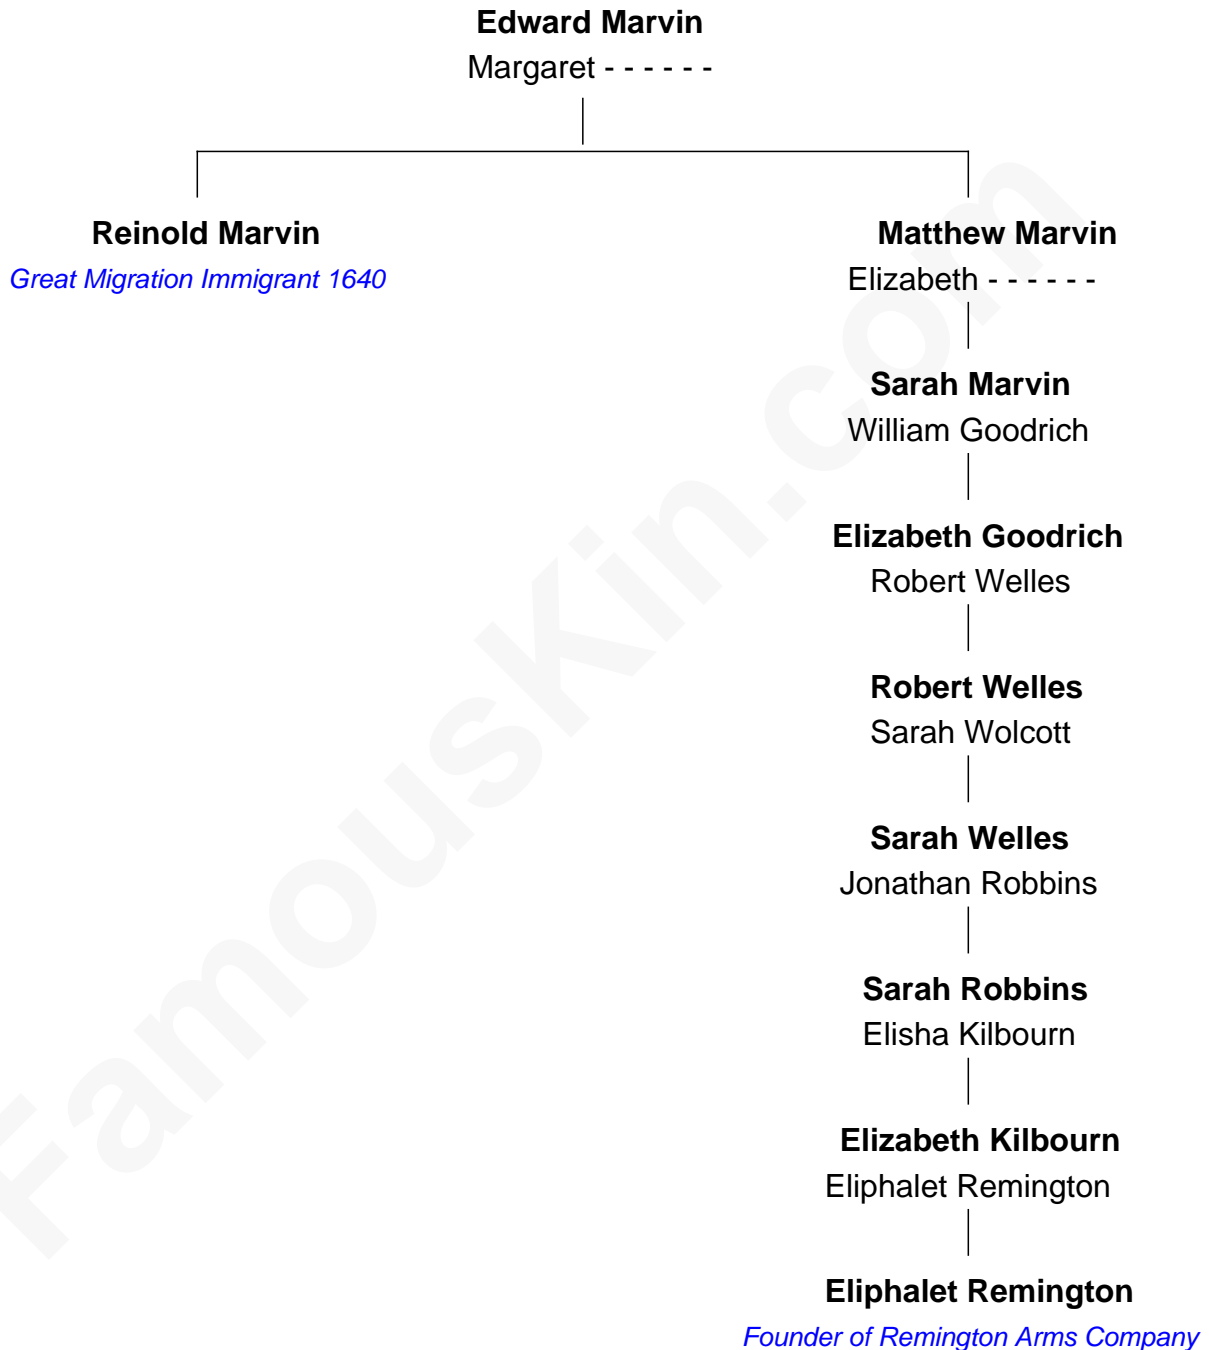 Edward Marvin
Margaret - - - - - -
Reinold Marvin
Great Migration Immigrant 1640
Matthew Marvin
Elizabeth - - - - - -
Sarah Marvin
William Goodrich
Elizabeth Goodrich
Robert Welles
Robert Welles
Sarah Wolcott
Sarah Welles
Jonathan Robbins
Sarah Robbins
Elisha Kilbourn
Elizabeth Kilbourn
Eliphalet Remington
Eliphalet Remington
Founder of Remington Arms Company
FamousKin.com